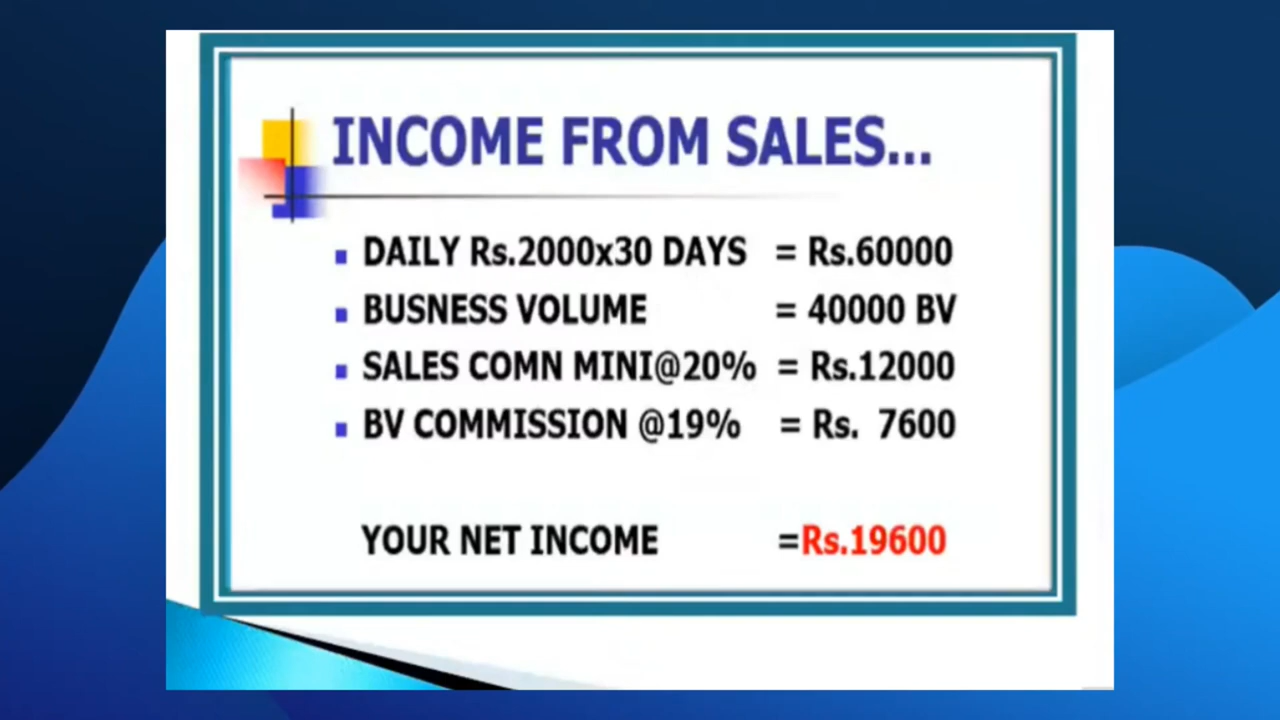 INCOME FROM SALES...
DAILY Rs.2000x30 DAYS = Rs.60000
BUSNESS VOLUME = 40000 BV
SALES COMN MINI@20% = Rs.12000
BV COMMISSION @19% = Rs. 7600
YOUR NET INCOME =Rs.19600